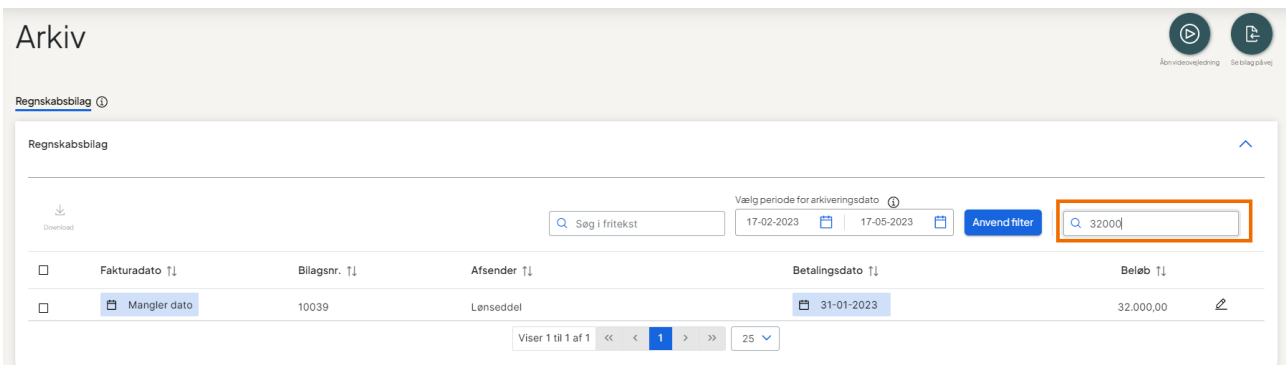 Arkiv
Åbn videovejledning
Se bilag på vej
Regnskabsbilag
Regnskabsbilag
Download
Søg i fritekst
Vælg periode for arkiveringsdato
17-02-2023
17-05-2023
Anvend filter
32000
Fakturadato
Bilagsnr.
Afsender
Betalingsdato
Beløb
Mangler dato
10039
Lønseddel
31-01-2023
32.000,00
Viser 1 til 1 af 1
1
25